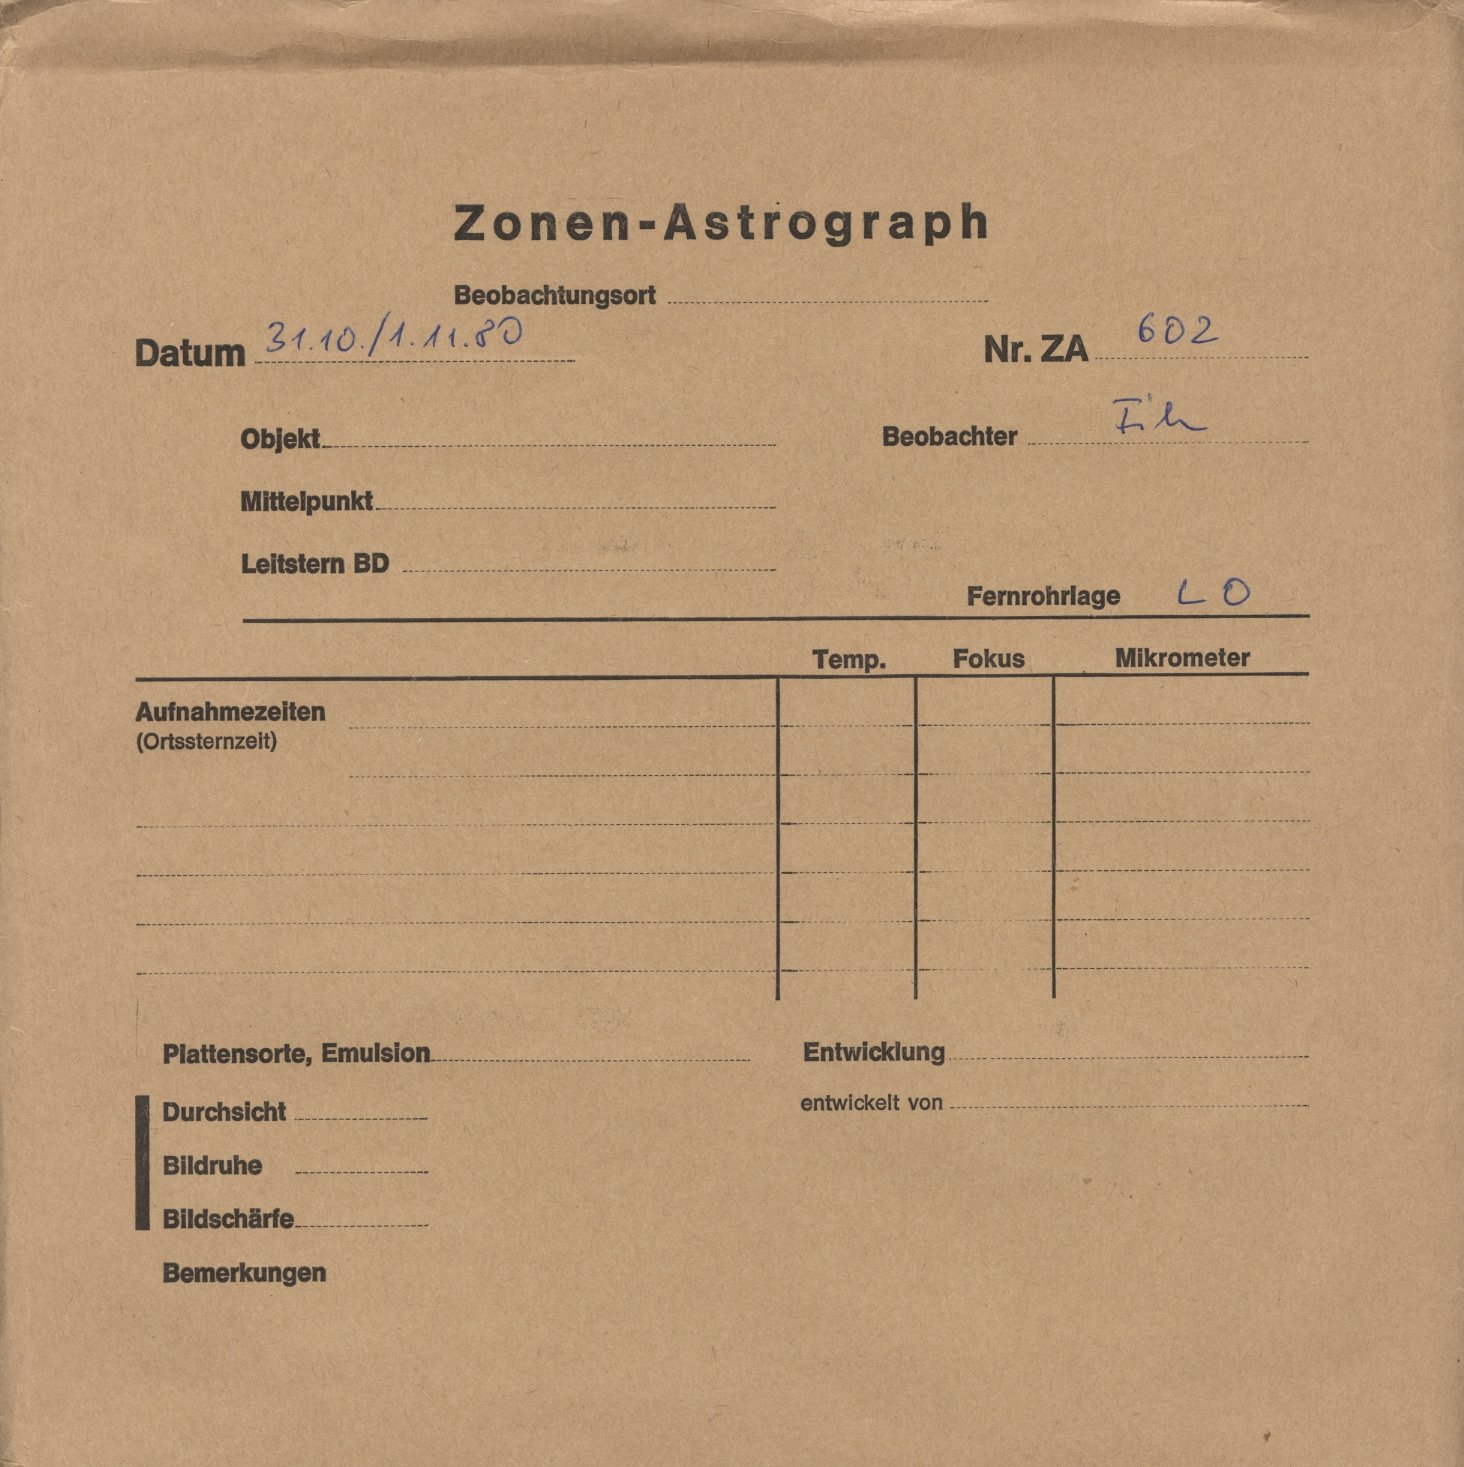 Zonen-Astrograph
Beobachtungsort
Datum 31.10./1.11.80
Nr. ZA 602
Objekt
Beobachter
Mittelpunkt
Leitstern BD
Fernrohrlage L O
Temp. Fokus Mikrometer
Aufnahmezeiten
(Ortssternzeit)
Plattensorte, Emulsion
Entwicklung
Durchsicht
entwickelt von
Bildruhe
Bildschärfe
Bemerkungen